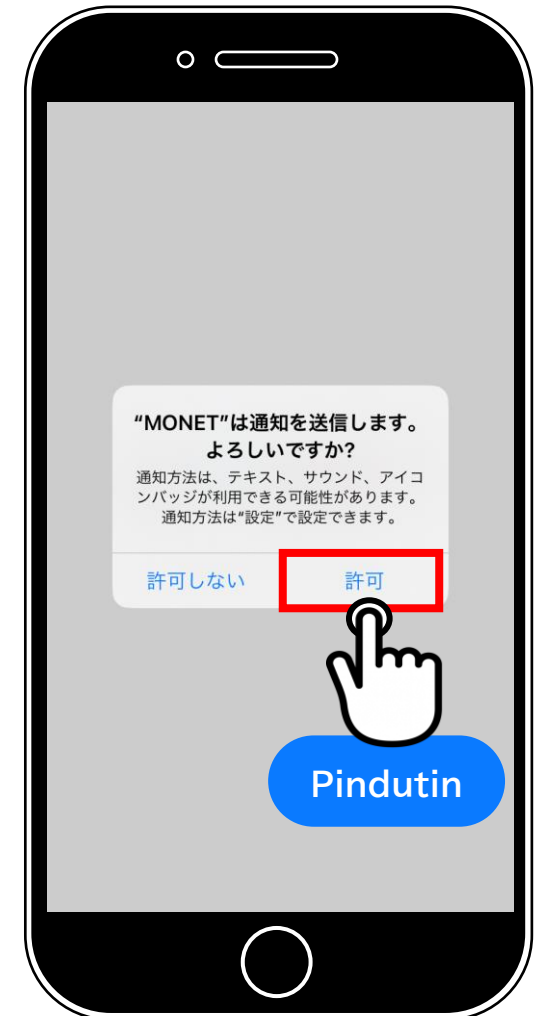 “MONET”は通知を送信します。
よろしいですか?
通知方法は、テキスト、サウンド、アイコ
ンバッジが利用できる可能性があります。
通知方法は“設定”で設定できます。
許可しない
許可
Pindutin